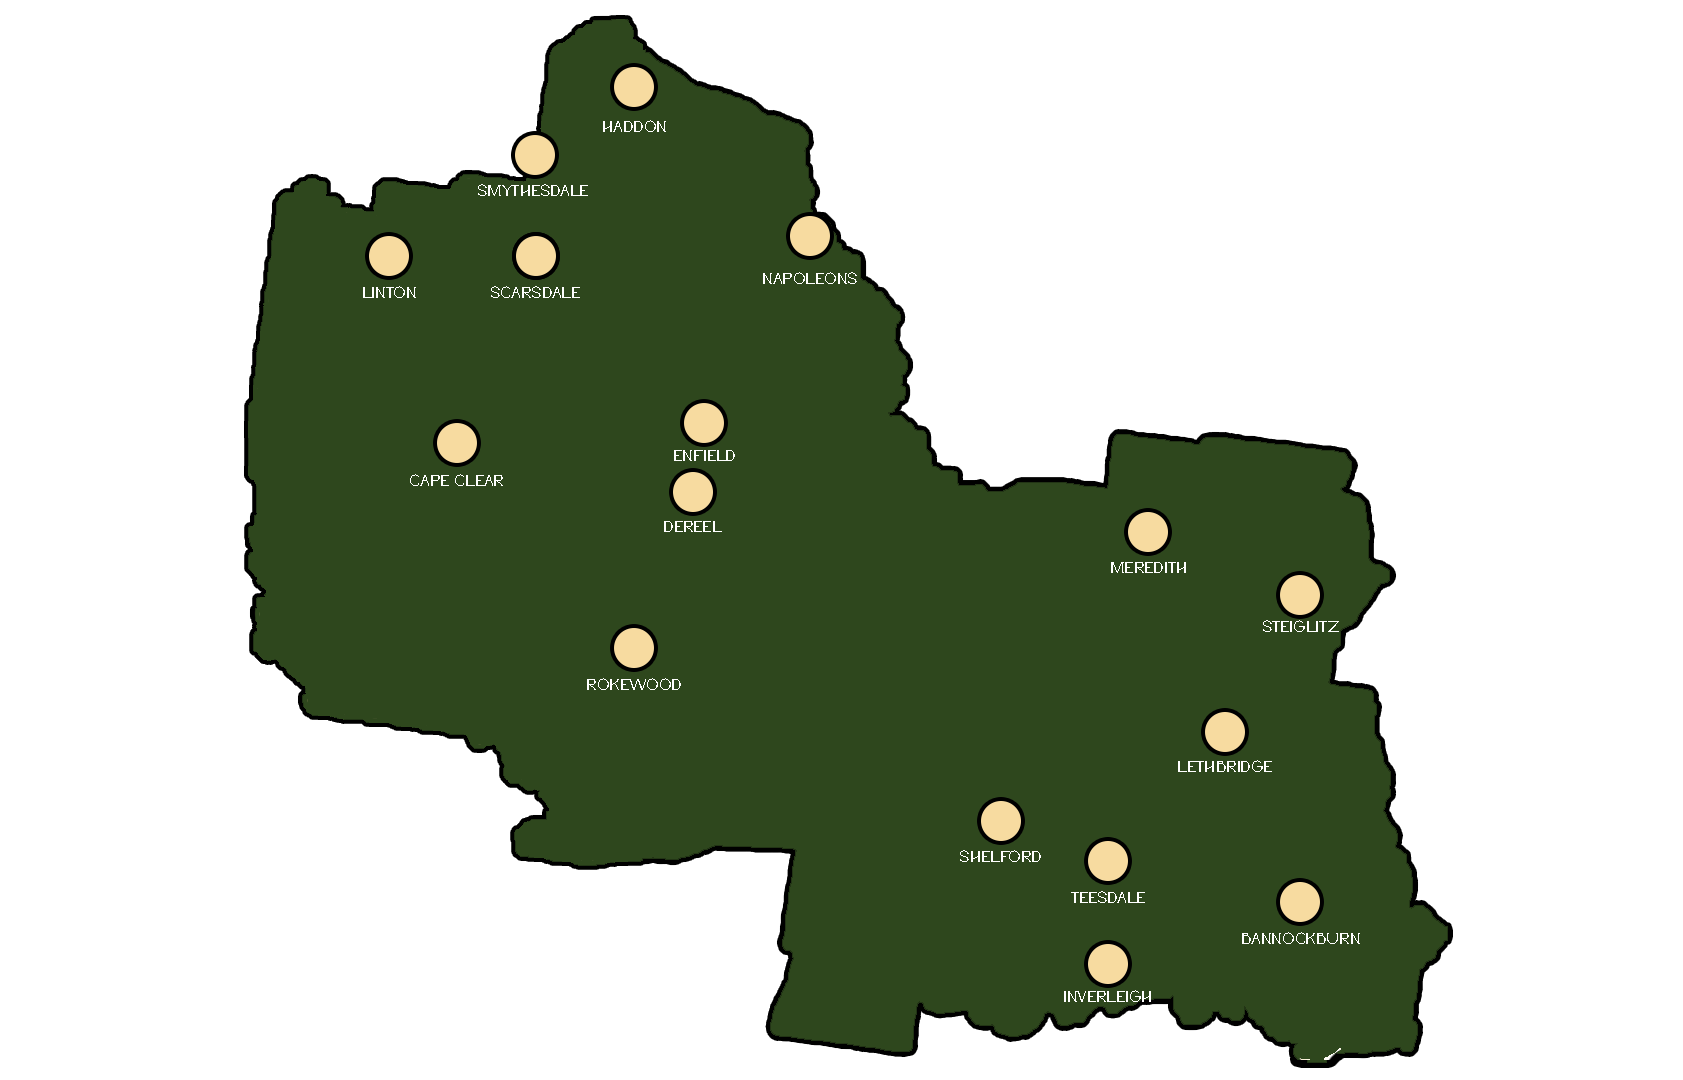 HADDON
SMYTHESDALE
NAPOLEONS
LINTON
SCARSDALE
ENFIELD
CAPE CLEAR
DEREEL
MEREDITH
STEIGLITZ
ROKEWOOD
LETHBRIDGE
SHELFORD
TEESDALE
BANNOCKBURN
INVERLEIGH